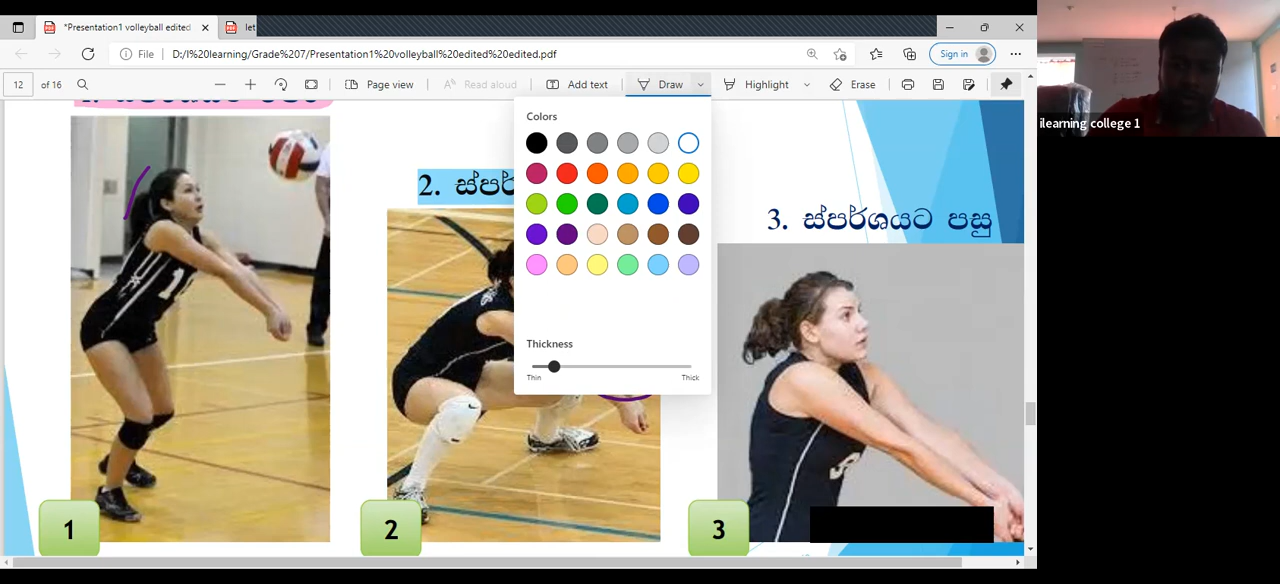 *Presentation1 volleyball edited
let
File D:/I%20learning/Grade%207/Presentation1%20volleyball%20edited%20edited.pdf
Sign in
12 of 16
Page view
Read aloud
Add text
Draw
Highlight
Erase
Colors
Thickness
Thin
Thick
2. ස්පර්
3. ස්පර්ශයට පසු
1
2
3
ilearning college 1